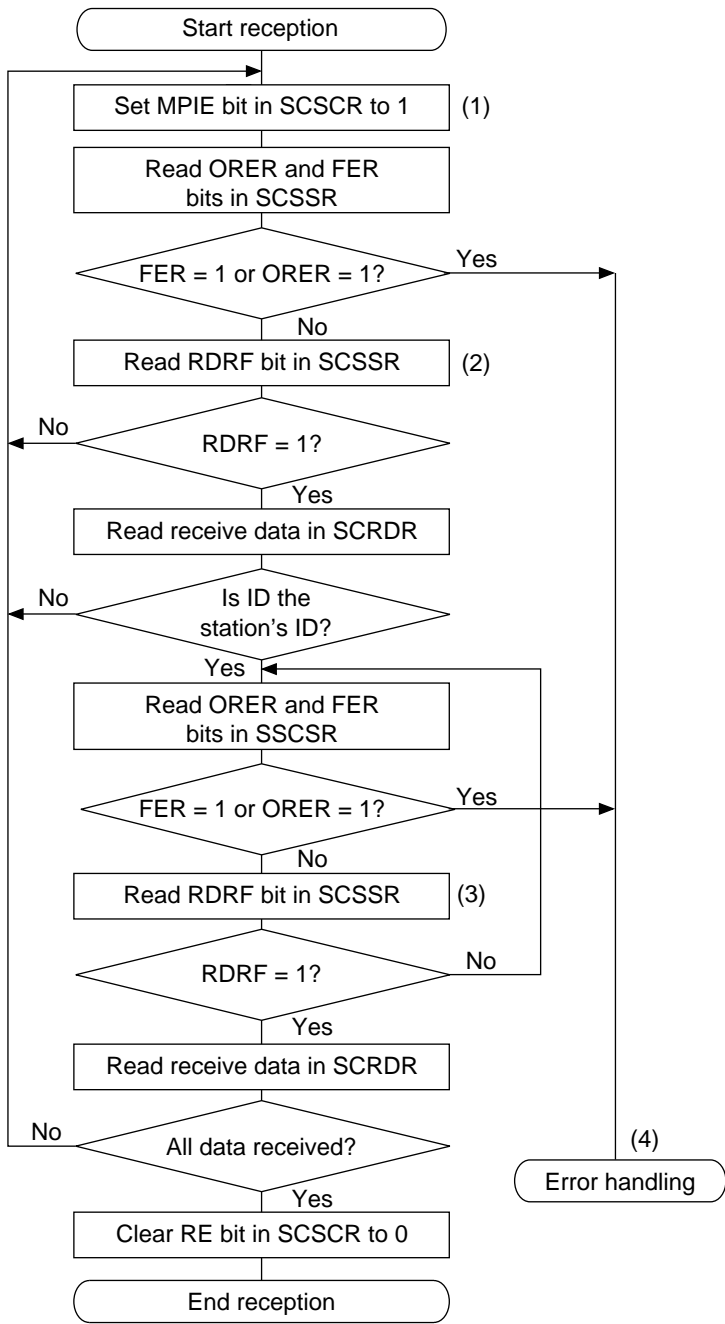 Start reception
Set MPIE bit in SCSCR to 1
(1)
Read ORER and FER
bits in SCSSR
FER = 1 or ORER = 1?
Yes
No
Read RDRF bit in SCSSR
(2)
No
RDRF = 1?
Yes
Read receive data in SCRDR
No
Is ID the
station's ID?
Yes
Read ORER and FER
bits in SSCSR
FER = 1 or ORER = 1?
Yes
No
Read RDRF bit in SCSSR
(3)
RDRF = 1?
No
Yes
Read receive data in SCRDR
No
All data received?
(4)
Error handling
Yes
Clear RE bit in SCSCR to 0
End reception